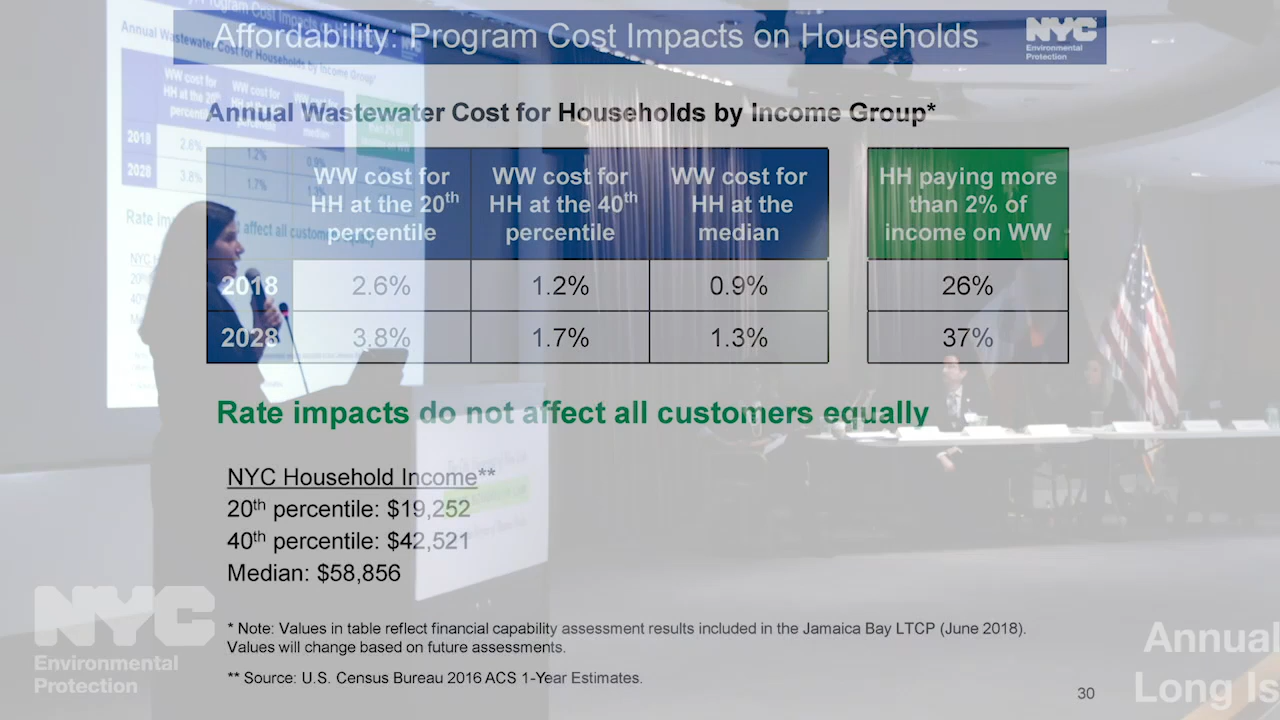 Affordability: Program Cost Impacts on Households
NYC
Environmental
Protection
Annual Wastewater Cost for Households by Income Group*
WW cost for HH at the 20th percentile
WW cost for HH at the 40th percentile
WW cost for HH at the median
HH paying more than 2% of income on WW
2018 2.6% 1.2% 0.9% 26%
2028 3.8% 1.7% 1.3% 37%
Rate impacts do not affect all customers equally
NYC Household Income**
20th percentile: $19,252
40th percentile: $42,521
Median: $58,856
* Note: Values in table reflect financial capability assessment results included in the Jamaica Bay LTCP (June 2018).
Values will change based on future assessments.
** Source: U.S. Census Bureau 2016 ACS 1-Year Estimates.
30
NYC
Environmental
Protection
Annual
Long Is